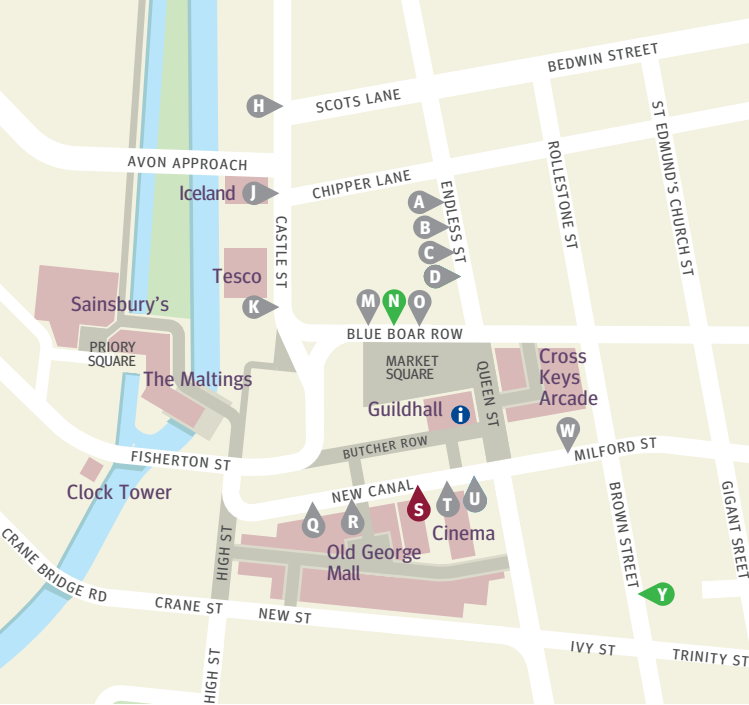 BEDWIN STREET
H
SCOTS LANE
ST EDMUND'S CHURCH ST
AVON APPROACH
ROLLESTONE ST
Iceland
J
CHIPPER LANE
ENDLESS ST
A
B
C
D
CASTLE ST
Tesco
K
M
N
O
Sainsbury's
BLUE BOAR ROW
PRIORY
SQUARE
MARKET
SQUARE
QUEEN ST
Cross
Keys
Arcade
The Maltings
Guildhall
i
W
BUTCHER ROW
MILFORD ST
FISHERTON ST
Clock Tower
NEW CANAL
Q
R
S
T
U
Cinema
BROWN STREET
GIGANT SREET
HIGH ST
Old George
Mall
CRANE BRIDGE RD
Y
CRANE ST
NEW ST
IVY ST
TRINITY ST
HIGH ST